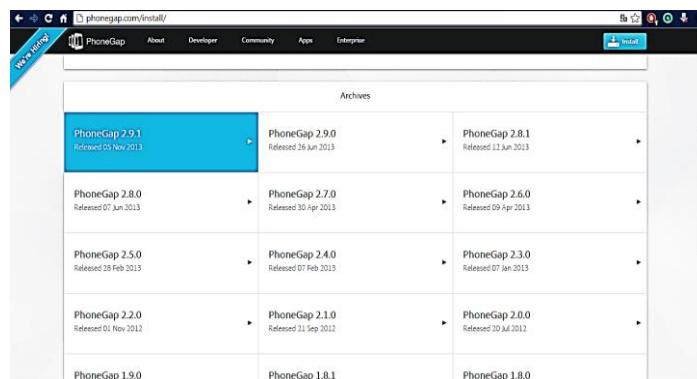 phonegap.com/install/
We're Hiring!
PhoneGap About Developer Community Apps Enterprise Install
Archives
PhoneGap 2.9.1 PhoneGap 2.9.0 PhoneGap 2.8.1
Released 05 Nov 2013 Released 26 Jun 2013 Released 12 Jun 2013
PhoneGap 2.8.0 PhoneGap 2.7.0 PhoneGap 2.6.0
Released 07 Jun 2013 Released 30 Apr 2013 Released 09 Apr 2013
PhoneGap 2.5.0 PhoneGap 2.4.0 PhoneGap 2.3.0
Released 28 Feb 2013 Released 07 Feb 2013 Released 07 Jan 2013
PhoneGap 2.2.0 PhoneGap 2.1.0 PhoneGap 2.0.0
Released 01 Nov 2012 Released 21 Sep 2012 Released 20 Jul 2012
PhoneGap 1.9.0 PhoneGap 1.8.1 PhoneGap 1.8.0